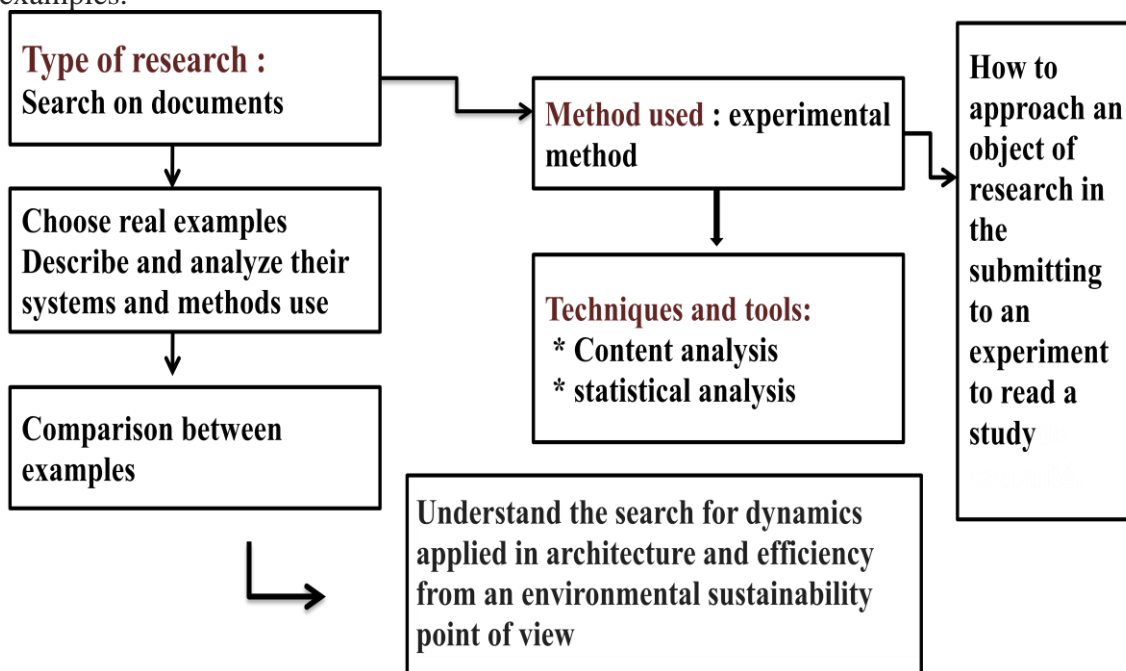 examples.
Type of research :
Search on documents
Choose real examples
Describe and analyze their
systems and methods use
Comparison between
examples
Method used : experimental
method
Techniques and tools:
* Content analysis
* statistical analysis
How to
approach an
object of
research in
the
submitting
to an
experiment
to read a
study
Understand the search for dynamics
applied in architecture and efficiency
from an environmental sustainability
point of view